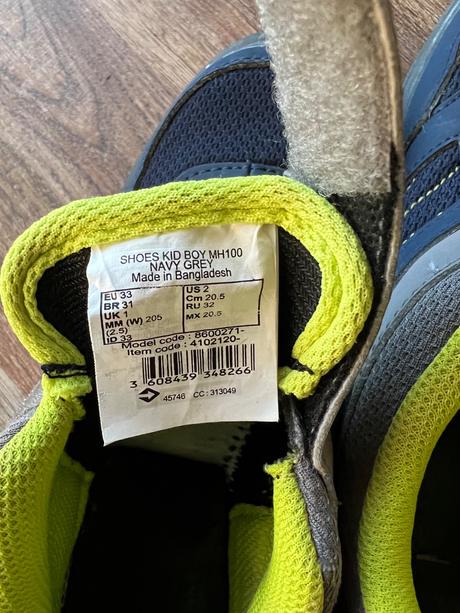 SHOES KID BOY MH100
NAVY GREY
Made in Bangladesh
EU 33 US 2
BR 31 Cm 20.5
UK 1 RU 32
MM (W) 205 MX 20.5
(2.5)
ID 33
Model code : 8600271-
Item code : 4102120-
3 608439 348266
45746 CC : 313049